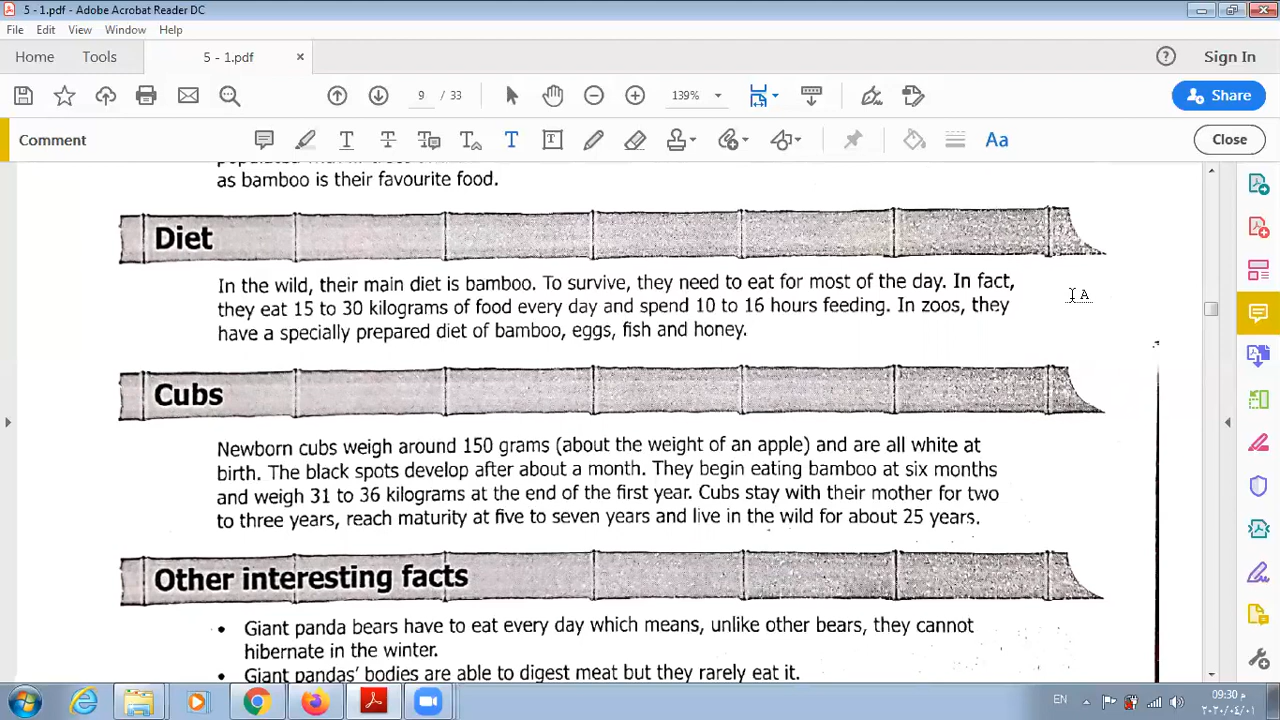 5 - 1.pdf - Adobe Acrobat Reader DC
File Edit View Window Help
Home Tools 5 - 1.pdf × ? Sign In
9 / 33 139% Share
Comment T T T T T Aa Close
as bamboo is their favourite food.
Diet
In the wild, their main diet is bamboo. To survive, they need to eat for most of the day. In fact,
they eat 15 to 30 kilograms of food every day and spend 10 to 16 hours feeding. In zoos, they
have a specially prepared diet of bamboo, eggs, fish and honey.
Cubs
Newborn cubs weigh around 150 grams (about the weight of an apple) and are all white at
birth. The black spots develop after about a month. They begin eating bamboo at six months
and weigh 31 to 36 kilograms at the end of the first year. Cubs stay with their mother for two
to three years, reach maturity at five to seven years and live in the wild for about 25 years.
Other interesting facts
• Giant panda bears have to eat every day which means, unlike other bears, they cannot
hibernate in the winter.
• Giant pandas' bodies are able to digest meat but they rarely eat it.
EN 09:30 م
٢٠٢٠/٠٤/٠١